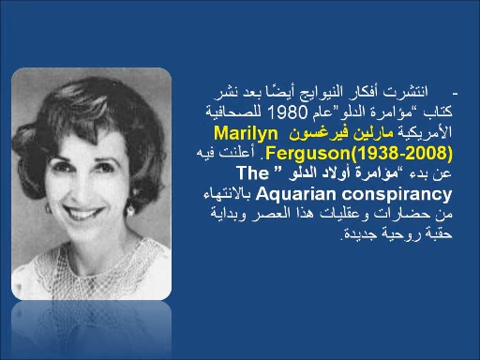 - انتشرت أفكار النيوايج أيضًا بعد نشر
كتاب “مؤامرة الدلو”عام 1980 للصحافية
الأمريكية مارلين فيرغسون Marilyn
Ferguson(1938-2008). أعلنت فيه
عن بدء “مؤامرة أولاد الدلو ” The
Aquarian conspirancy بالانتهاء
من حضارات وعقليات هذا العصر وبداية
حقبة روحية جديدة.